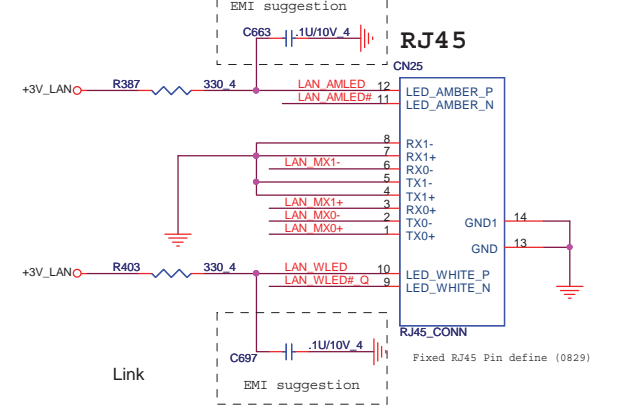 EMI suggestion
C663 .1U/10V_4
RJ45
CN25
+3V_LAN R387 330_4 LAN_AMLED 12 LED_AMBER_P
LAN_AMLED# 11 LED_AMBER_N
8 RX1-
7 RX1+
LAN_MX1- 6 RX0-
5 TX1-
4 TX1+
LAN_MX1+ 3 RX0+
LAN_MX0- 2 TX0-
LAN_MX0+ 1 TX0+
GND1 14
GND 13
+3V_LAN R403 330_4 LAN_WLED 10 LED_WHITE_P
LAN_WLED#_Q 9 LED_WHITE_N
RJ45_CONN
C697 .1U/10V_4
Fixed RJ45 Pin define (0829)
Link
EMI suggestion